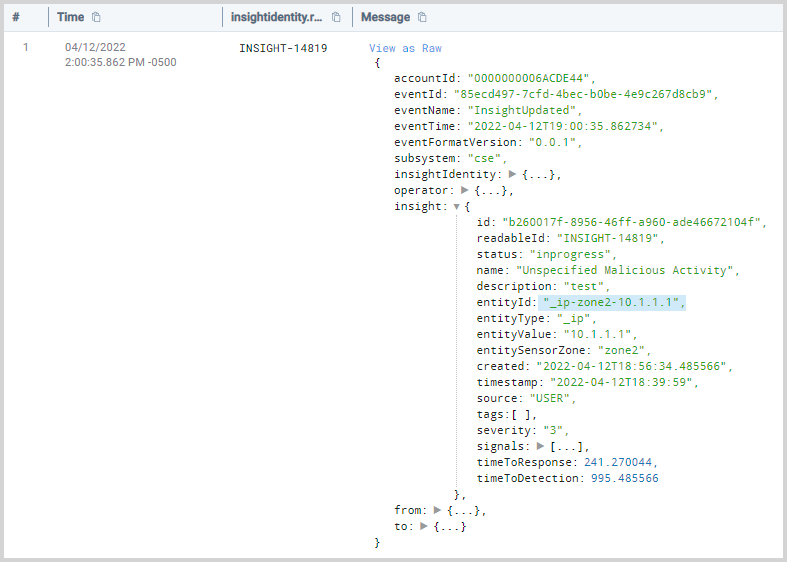 # Time insightidentity.r... Message
1 04/12/2022 INSIGHT-14819 View as Raw
2:00:35.862 PM -0500 {
accountId: "0000000006ACDE44",
eventId: "85ecd497-7cfd-4bec-b0be-4e9c267d8cb9",
eventName: "InsightUpdated",
eventTime: "2022-04-12T19:00:35.862734",
eventFormatVersion: "0.0.1",
subsystem: "cse",
insightIdentity: ▶ {...},
operator: ▶ {...},
insight: ▼ {
id: "b260017f-8956-46ff-a960-ade46672104f",
readableId: "INSIGHT-14819",
status: "inprogress",
name: "Unspecified Malicious Activity",
description: "test",
entityId: "_ip-zone2-10.1.1.1",
entityType: "_ip",
entityValue: "10.1.1.1",
entitySensorZone: "zone2",
created: "2022-04-12T18:56:34.485566",
timestamp: "2022-04-12T18:39:59",
source: "USER",
tags:[ ],
severity: "3",
signals: ▶ [...],
timeToResponse: 241.270044,
timeToDetection: 995.485566
},
from: ▶ {...},
to: ▶ {...}
}